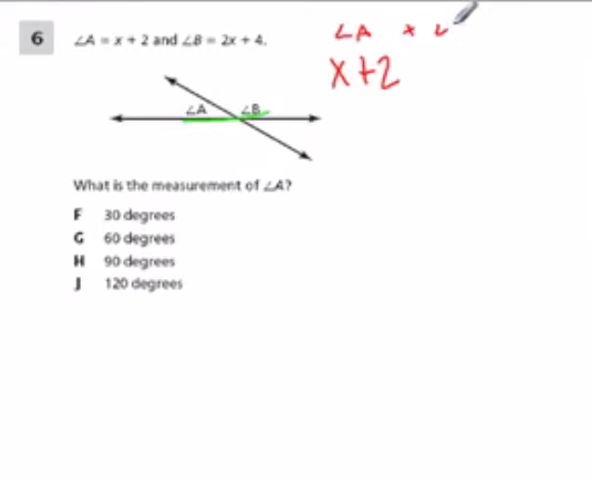 6 ∠A = x + 2 and ∠B = 2x + 4.
∠A + ∠
x+2
∠A ∠B
What is the measurement of ∠A?
F 30 degrees
G 60 degrees
H 90 degrees
J 120 degrees